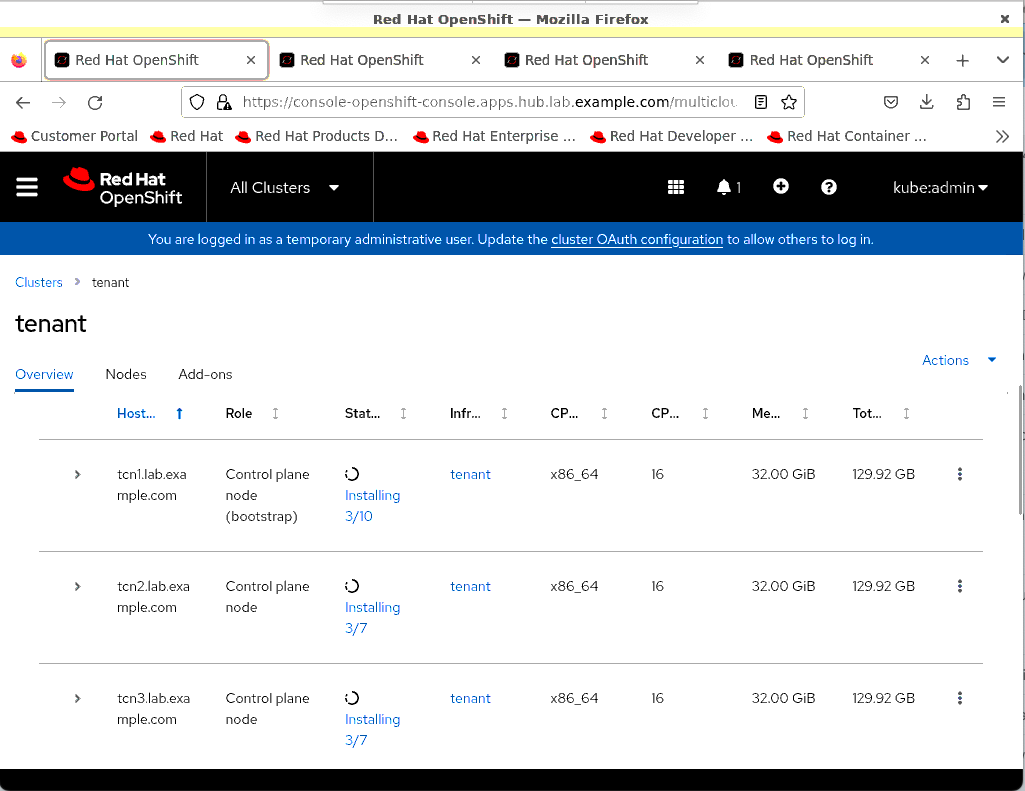 Red Hat OpenShift — Mozilla Firefox
Red Hat OpenShift Red Hat OpenShift Red Hat OpenShift Red Hat OpenShift
https://console-openshift-console.apps.hub.lab.example.com/multiclou
Customer Portal Red Hat Red Hat Products D... Red Hat Enterprise ... Red Hat Developer ... Red Hat Container ...
Red Hat
OpenShift
All Clusters
1
kube:admin
You are logged in as a temporary administrative user. Update the cluster OAuth configuration to allow others to log in.
Clusters > tenant
tenant
Actions
Overview Nodes Add-ons
Host... Role Stat... Infr... CP... CP... Me... Tot...
tcn1.lab.exa Control plane tenant x86_64 16 32.00 GiB 129.92 GB
mple.com node Installing
(bootstrap) 3/10
tcn2.lab.exa Control plane tenant x86_64 16 32.00 GiB 129.92 GB
mple.com node Installing
3/7
tcn3.lab.exa Control plane tenant x86_64 16 32.00 GiB 129.92 GB
mple.com node Installing
3/7